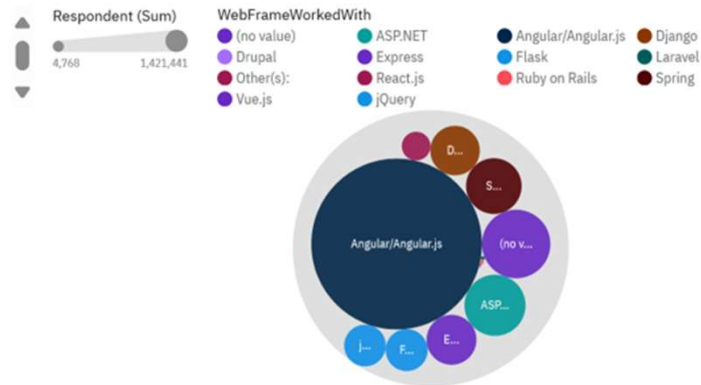 Respondent (Sum)
4,768
1,421,441
WebFrameWorkedWith
(no value)
ASP.NET
Angular/Angular.js
Django
Drupal
Express
Flask
Laravel
Other(s):
React.js
Ruby on Rails
Spring
Vue.js
jQuery
D...
S...
Angular/Angular.js
(no v...
ASP...
E...
F...
j...